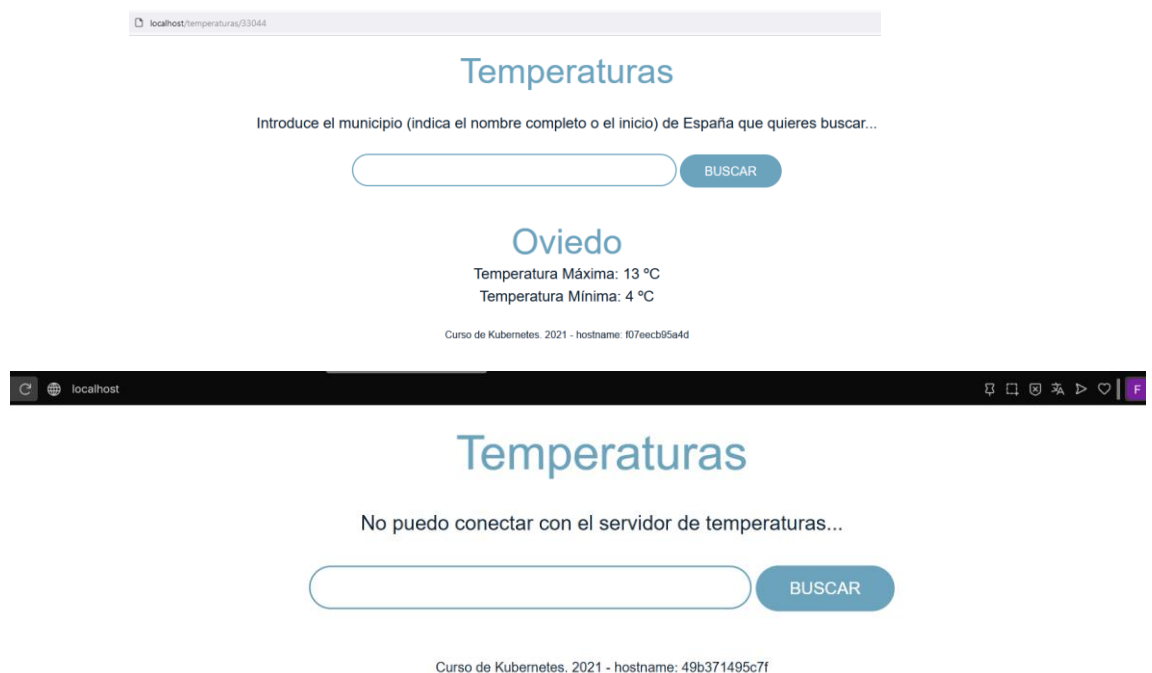 localhost/temperaturas/33044
Temperaturas
Introduce el municipio (indica el nombre completo o el inicio) de España que quieres buscar...
BUSCAR
Oviedo
Temperatura Máxima: 13 ºC
Temperatura Mínima: 4 ºC
Curso de Kubernetes. 2021 - hostname: f07eecb95a4d
localhost
F
Temperaturas
No puedo conectar con el servidor de temperaturas...
BUSCAR
Curso de Kubernetes. 2021 - hostname: 49b371495c7f